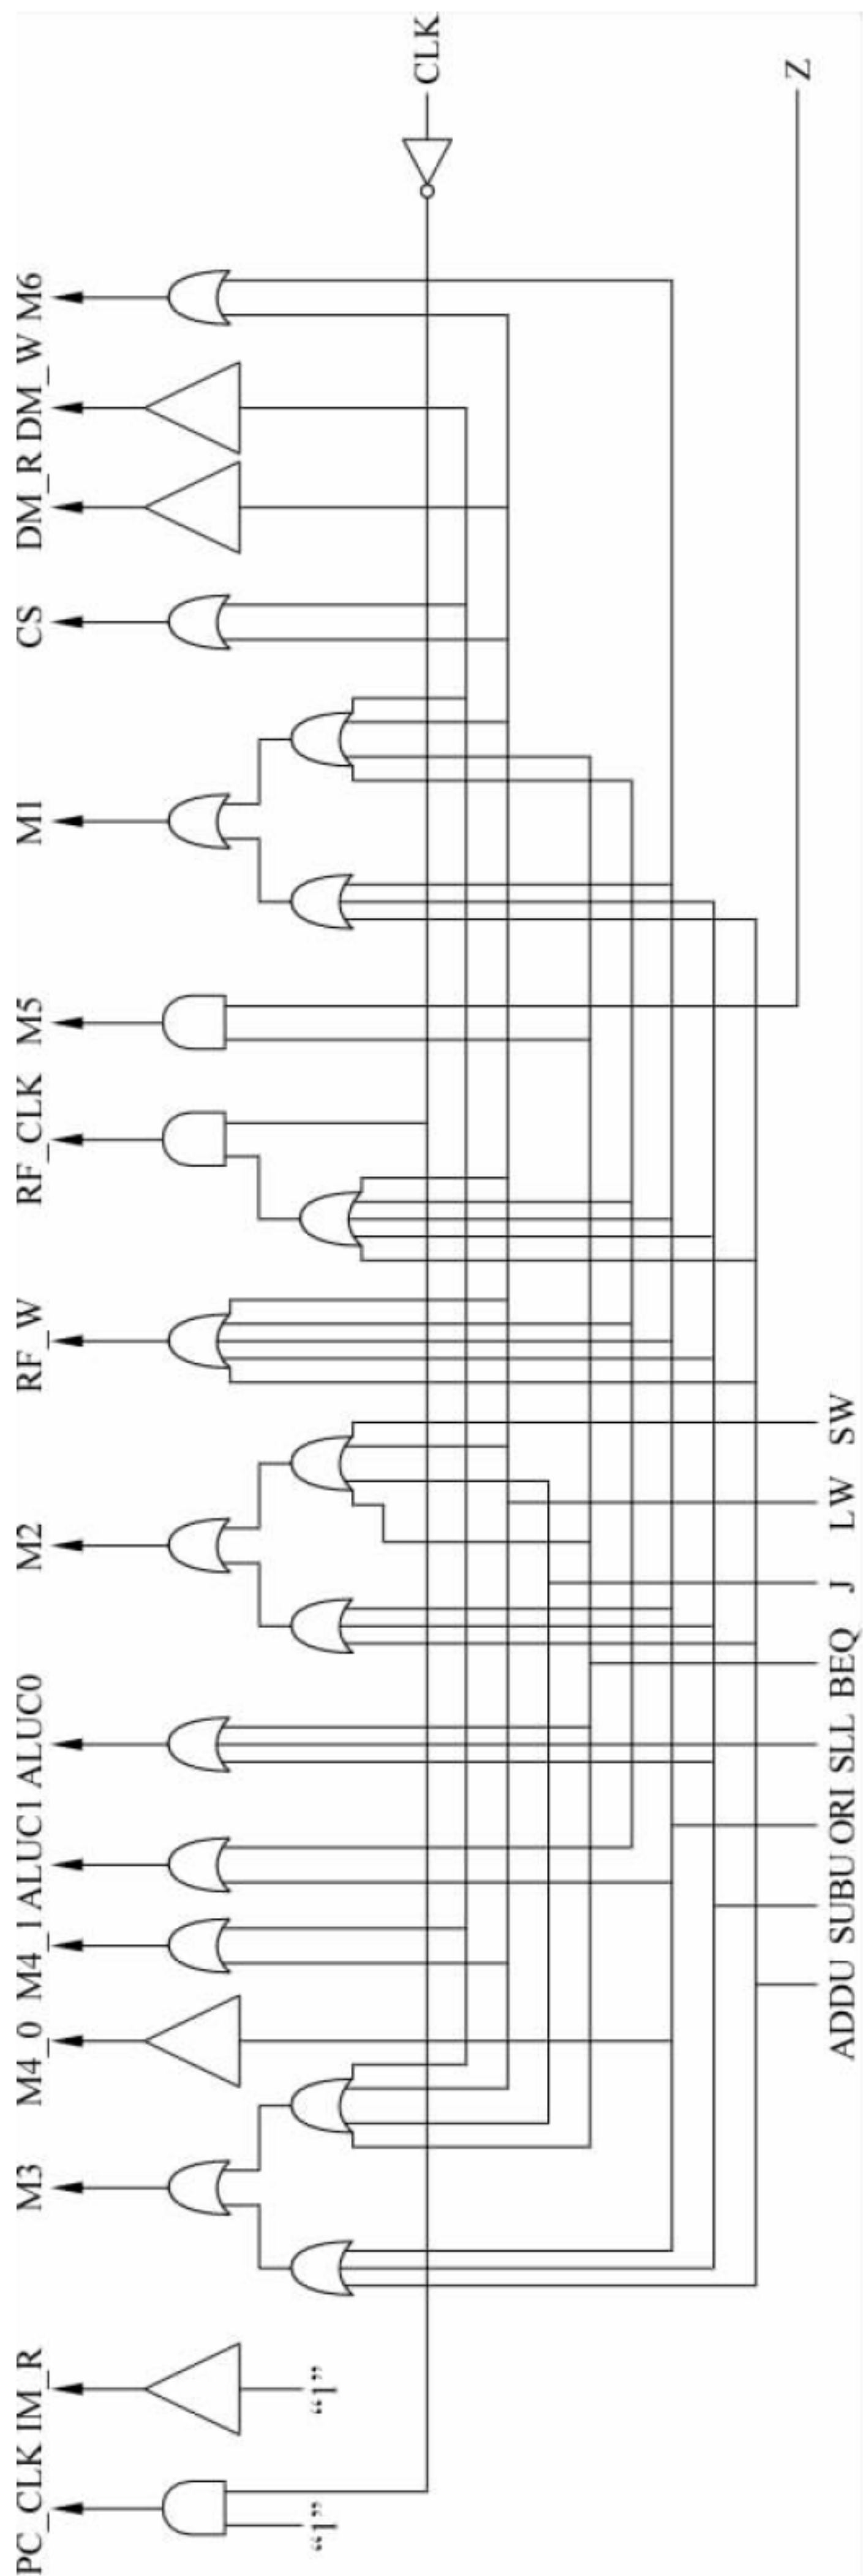 PC_CLK IM_R M3 M4_0 M4_1 ALUC1 ALUC0 M2 RF_W RF_CLK M5 M1 CS DM_R DM_W M6
“1” “1”
CLK
ADDU SUBU ORI SLL BEQ J LW SW
Z